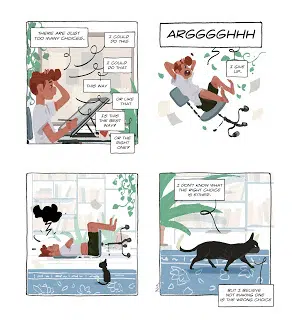 THERE ARE JUST
TOO MANY CHOICES.
I COULD
DO THIS
I COULD
DO THAT
THIS WAY
OR LIKE
THAT
IS THIS
THE BEST
WAY?
OR THE
RIGHT
ONE?
ARGGGGHHH
I GIVE
UP.
I DON'T KNOW WHAT
THE RIGHT CHOICE
IS EITHER.
BUT I BELIEVE
NOT MAKING ONE
IS THE WRONG CHOICE